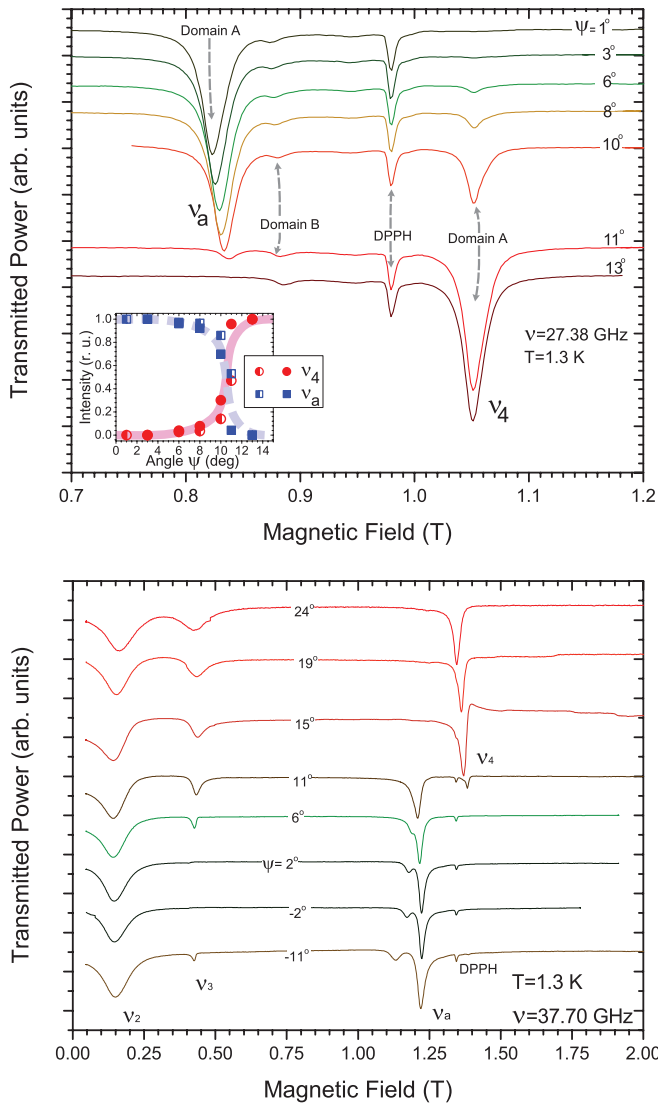 Domain A
ψ= 1°
3°
6°
8°
10°
νa
Domain B
DPPH
Domain A
11°
13°
ν=27.38 GHz
T=1.3 K
ν4
Transmitted Power (arb. units)
1.0
0.8
0.6
0.4
0.2
0.0
Intensity (r. u.)
ν4
νa
0 2 4 6 8 10 12 14
Angle ψ (deg)
0.7 0.8 0.9 1.0 1.1 1.2
Magnetic Field (T)
24°
19°
15°
ν4
11°
6°
ψ= 2°
-2°
-11°
DPPH
T=1.3 K
ν3
ν2
νa
ν=37.70 GHz
Transmitted Power (arb. units)
0.00 0.25 0.50 0.75 1.00 1.25 1.50 1.75 2.00
Magnetic Field (T)